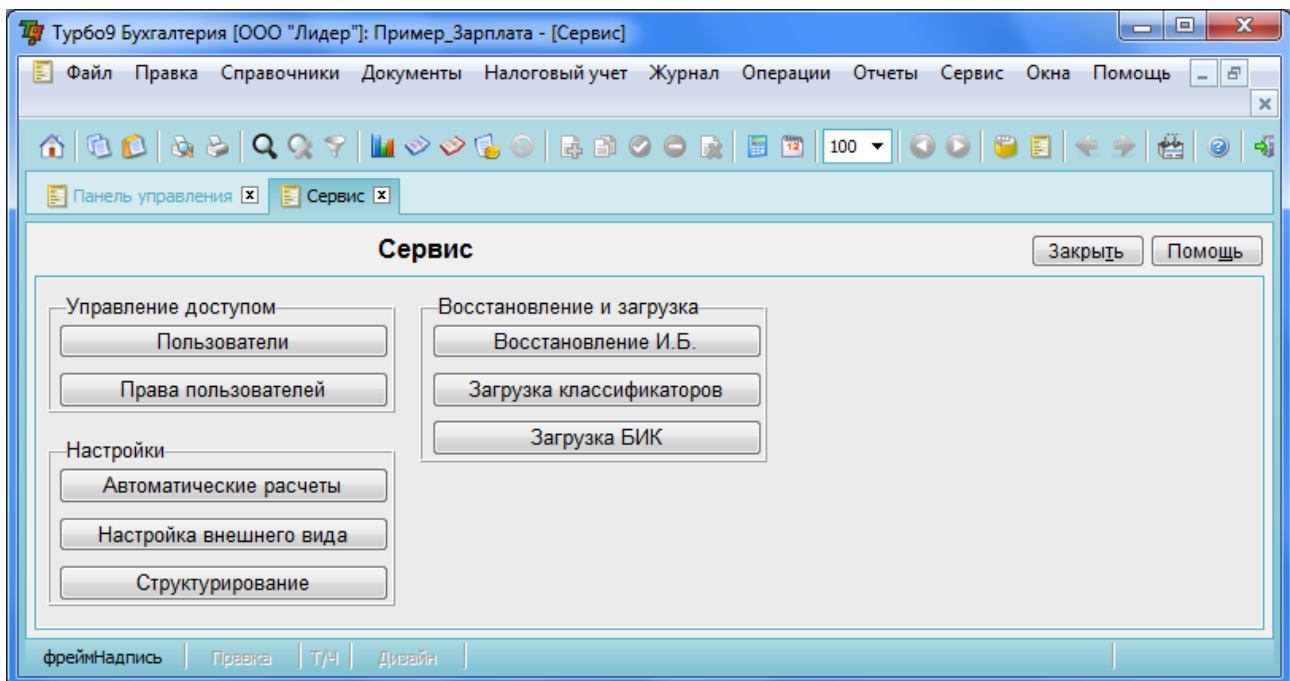 Турбо9 Бухгалтерия [ООО "Лидер"]: Пример_Зарплата - [Сервис]
Файл Правка Справочники Документы Налоговый учет Журнал Операции Отчеты Сервис Окна Помощь
12 100
Панель управления Сервис
Сервис Закрыть Помощь
Управление доступом Восстановление и загрузка
Пользователи Восстановление И.Б.
Права пользователей Загрузка классификаторов
Загрузка БИК
Настройки
Автоматические расчеты
Настройка внешнего вида
Структурирование
фреймНадпись Правка Т/Ч Дизайн